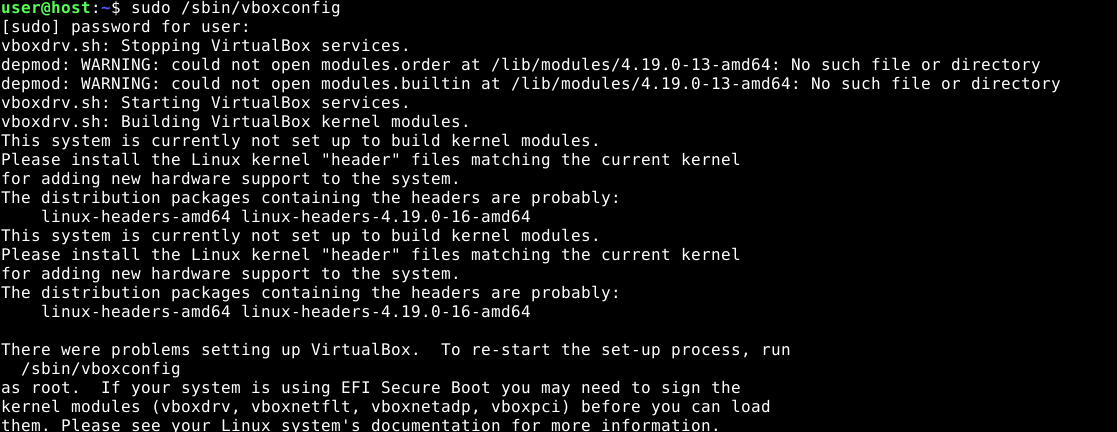 user@host:~$ sudo /sbin/vboxconfig
[sudo] password for user:
vboxdrv.sh: Stopping VirtualBox services.
depmod: WARNING: could not open modules.order at /lib/modules/4.19.0-13-amd64: No such file or directory
depmod: WARNING: could not open modules.builtin at /lib/modules/4.19.0-13-amd64: No such file or directory
vboxdrv.sh: Starting VirtualBox services.
vboxdrv.sh: Building VirtualBox kernel modules.
This system is currently not set up to build kernel modules.
Please install the Linux kernel "header" files matching the current kernel
for adding new hardware support to the system.
The distribution packages containing the headers are probably:
    linux-headers-amd64 linux-headers-4.19.0-16-amd64
This system is currently not set up to build kernel modules.
Please install the Linux kernel "header" files matching the current kernel
for adding new hardware support to the system.
The distribution packages containing the headers are probably:
    linux-headers-amd64 linux-headers-4.19.0-16-amd64

There were problems setting up VirtualBox.  To re-start the set-up process, run
  /sbin/vboxconfig
as root.  If your system is using EFI Secure Boot you may need to sign the
kernel modules (vboxdrv, vboxnetflt, vboxnetadp, vboxpci) before you can load
them. Please see your Linux system's documentation for more information.